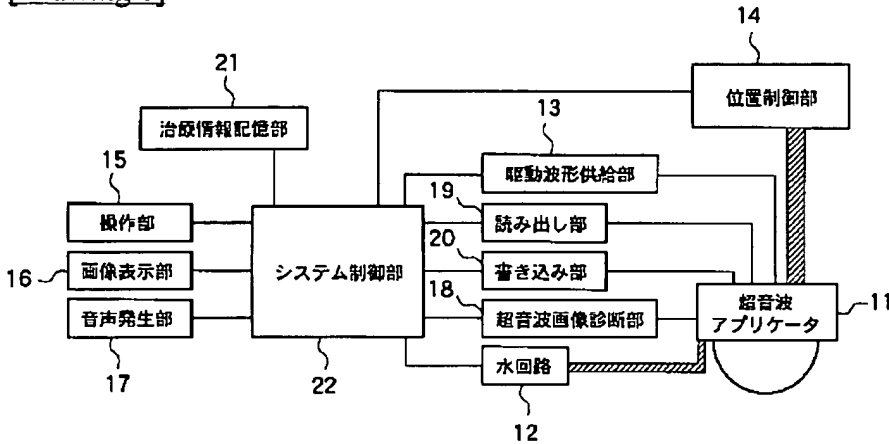 14
21
位置制御部
13
治療情報記憶部
15
駆動波形供給部
19
操作部
読み出し部
20
16
画像表示部
システム制御部
書き込み部
18
超音波
アプリケータ
11
音声発生部
超音波画像診断部
17
22
水回路
12